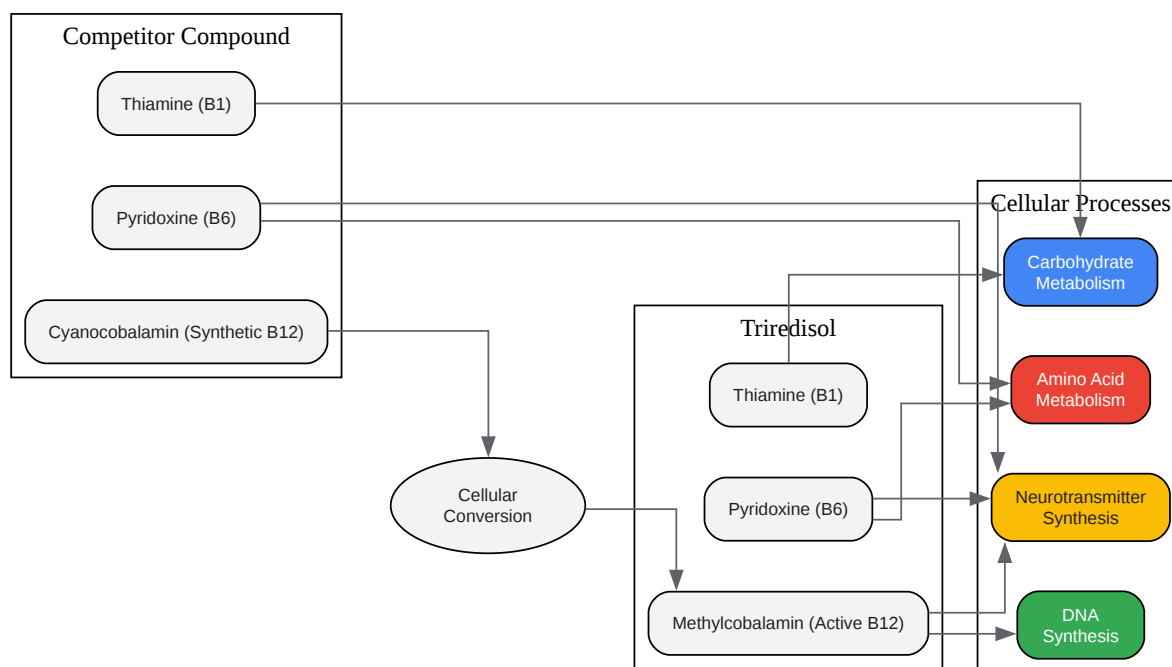 Competitor Compound
Thiamine (B1)
Pyridoxine (B6)
Cyanocobalamin (Synthetic B12)
Cellular
Conversion
Triredisol
Thiamine (B1)
Pyridoxine (B6)
Methylcobalamin (Active B12)
Cellular Processes
Carbohydrate
Metabolism
Amino Acid
Metabolism
Neurotransmitter
Synthesis
DNA
Synthesis